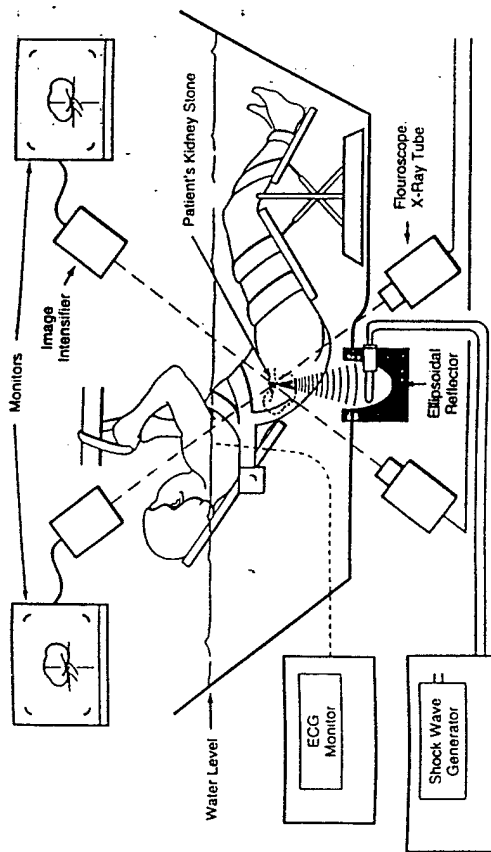 Monitors
Image
Intensifier
Patient's Kidney Stone
Water Level
Flouroscope
X-Ray Tube
ECG
Monitor
Ellipsoidal
Reflector
Shock Wave
Generator